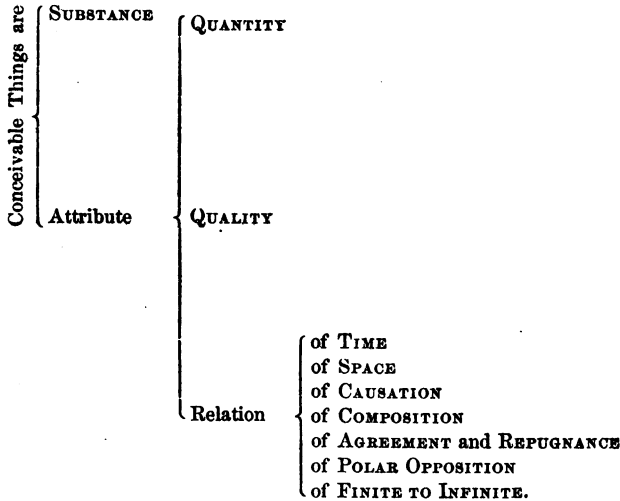 Conceivable Things are
SUBSTANCE
Attribute
QUANTITY
QUALITY
Relation
of TIME
of SPACE
of CAUSATION
of COMPOSITION
of AGREEMENT and REPUGNANCE
of POLAR OPPOSITION
of FINITE TO INFINITE.